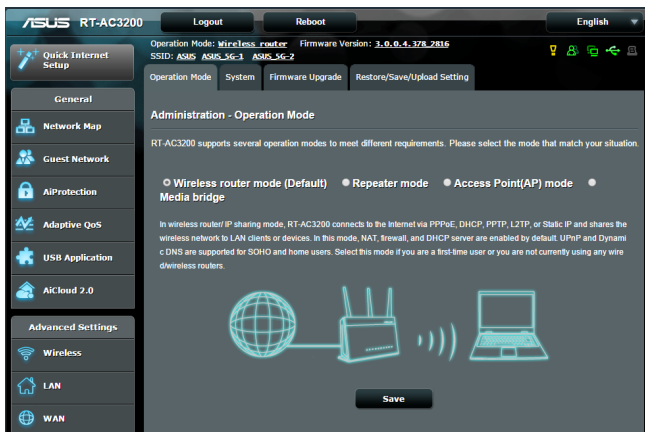 ASUS RT-AC3200 Logout Reboot English
Quick Internet Setup
Operation Mode: Wireless router Firmware Version: 3.0.0.4.378_2816
SSID: ASUS ASUS_5G-1 ASUS_5G-2
Operation Mode System Firmware Upgrade Restore/Save/Upload Setting
General
Network Map
Guest Network
AiProtection
Adaptive QoS
USB Application
AiCloud 2.0
Advanced Settings
Wireless
LAN
WAN
Administration - Operation Mode
RT-AC3200 supports several operation modes to meet different requirements. Please select the mode that match your situation.
Wireless router mode (Default) Repeater mode Access Point(AP) mode
Media bridge
In wireless router/ IP sharing mode, RT-AC3200 connects to the Internet via PPPoE, DHCP, PPTP, L2TP, or Static IP and shares the
wireless network to LAN clients or devices. In this mode, NAT, firewall, and DHCP server are enabled by default. UPnP and Dynami
c DNS are supported for SOHO and home users. Select this mode if you are a first-time user or you are not currently using any wire
d/wireless routers.
Save